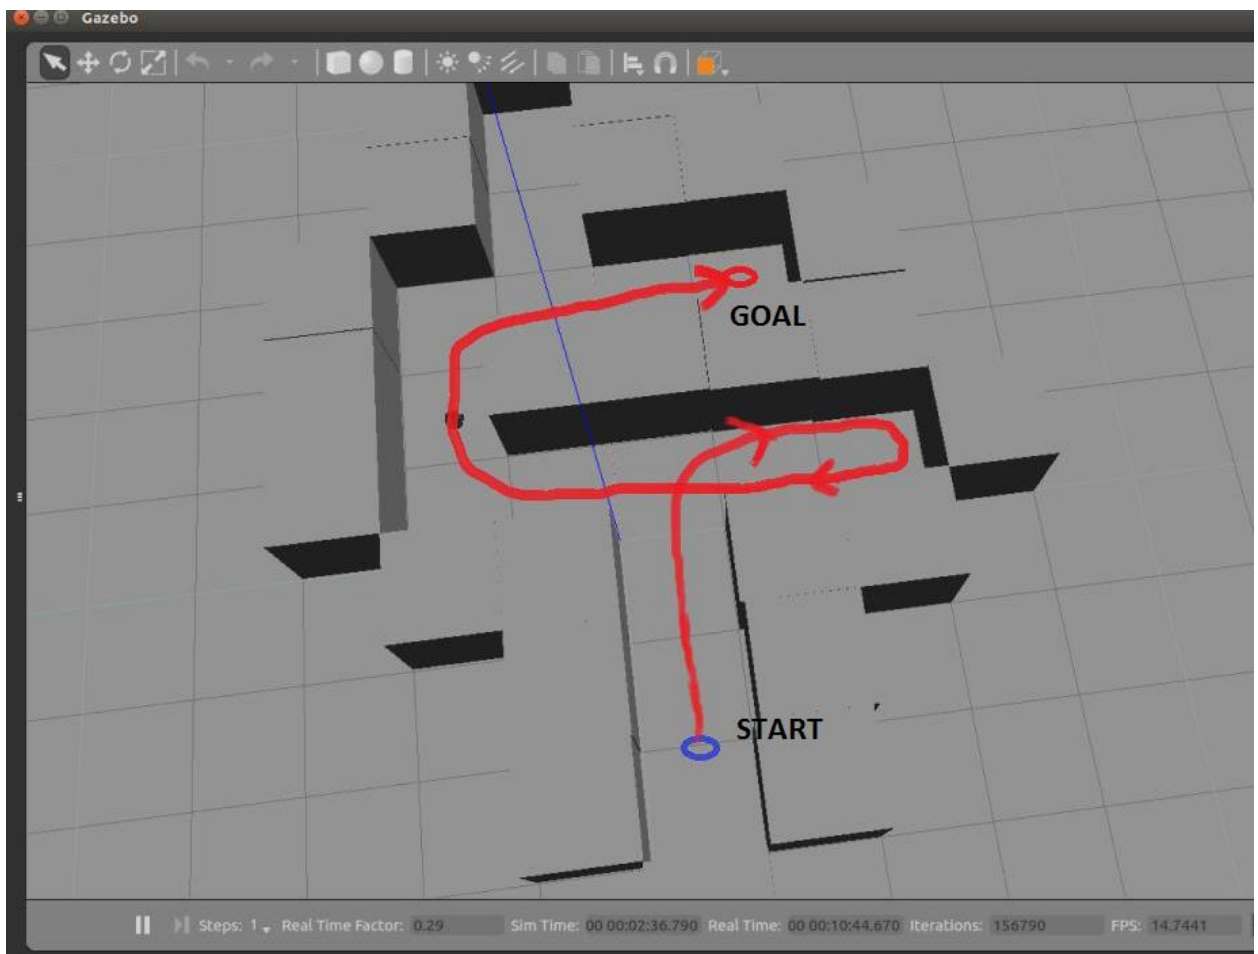 Gazebo
GOAL
START
Steps: 1 Real Time Factor: 0.29 Sim Time: 00 00:02:36.790 Real Time: 00 00:10:44.670 Iterations: 156790 FPS: 14.7441